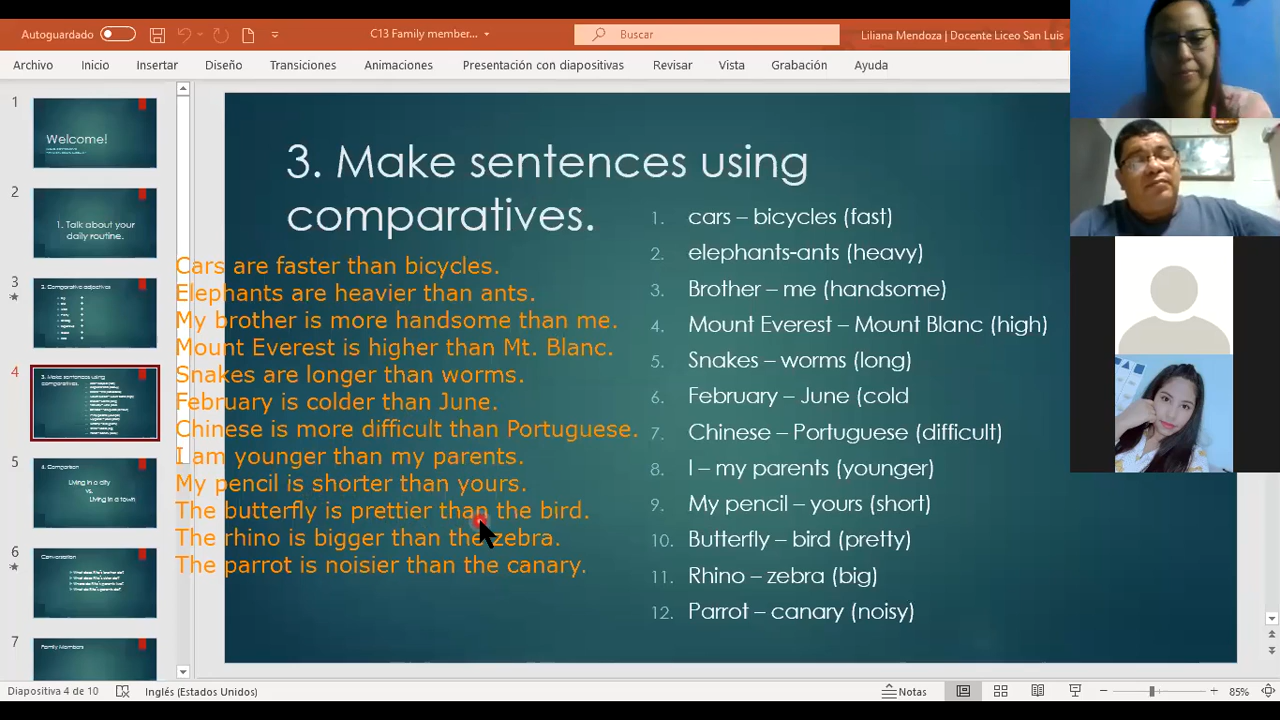 Autoguardado
C13 Family member...
Buscar
Liliana Mendoza | Docente Liceo San Luis
Archivo
Inicio
Insertar
Diseño
Transiciones
Animaciones
Presentación con diapositivas
Revisar
Vista
Grabación
Ayuda
1
Welcome!
2
1. Talk about your
daily routine.
3
2. Comparative adjectives
4
3. Make sentences using
comparatives.
5
4. Comparison
Living in a city
vs.
Living in a town
6
Conversation
7
Family Members
3. Make sentences using
comparatives.
Cars are faster than bicycles.
Elephants are heavier than ants.
My brother is more handsome than me.
Mount Everest is higher than Mt. Blanc.
Snakes are longer than worms.
February is colder than June.
Chinese is more difficult than Portuguese.
I am younger than my parents.
My pencil is shorter than yours.
The butterfly is prettier than the bird.
The rhino is bigger than the zebra.
The parrot is noisier than the canary.
1. cars – bicycles (fast)
2. elephants-ants (heavy)
3. Brother – me (handsome)
4. Mount Everest – Mount Blanc (high)
5. Snakes – worms (long)
6. February – June (cold
7. Chinese – Portuguese (difficult)
8. I – my parents (younger)
9. My pencil – yours (short)
10. Butterfly – bird (pretty)
11. Rhino – zebra (big)
12. Parrot – canary (noisy)
Diapositiva 4 de 10
Inglés (Estados Unidos)
Notas
85%